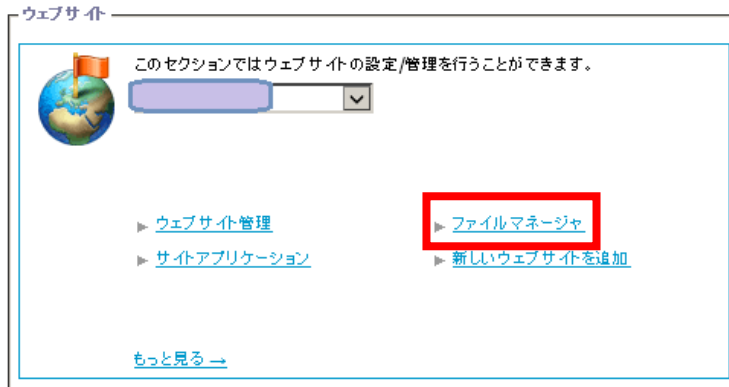 ウェブサイト
このセクションではウェブサイトの設定/管理を行うことができます。
ウェブサイト管理
ファイルマネージャ
サイトアプリケーション
新しいウェブサイトを追加
もっと見る →